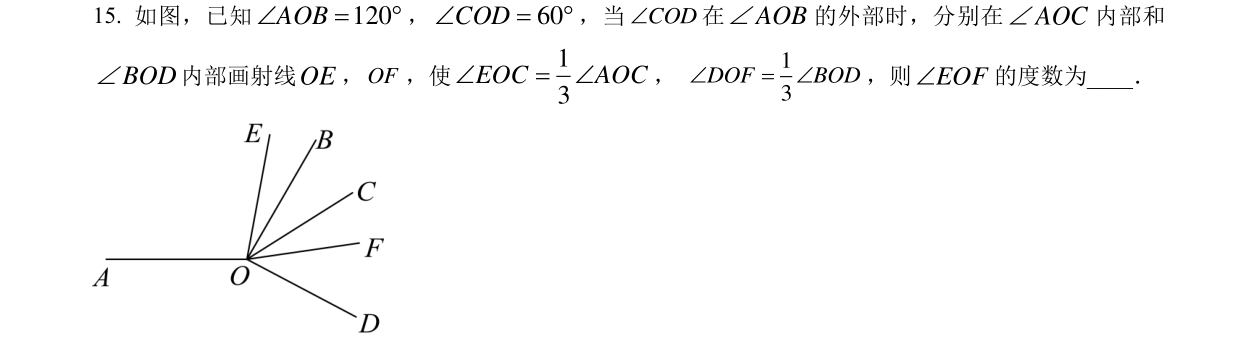 15. 如图，已知∠AOB=120°，∠COD=60°，当∠COD在∠AOB的外部时，分别在∠AOC内部和
∠BOD内部画射线OE，OF，使∠EOC=1/3∠AOC，∠DOF=1/3∠BOD，则∠EOF的度数为____．
E
B
C
F
A
O
D